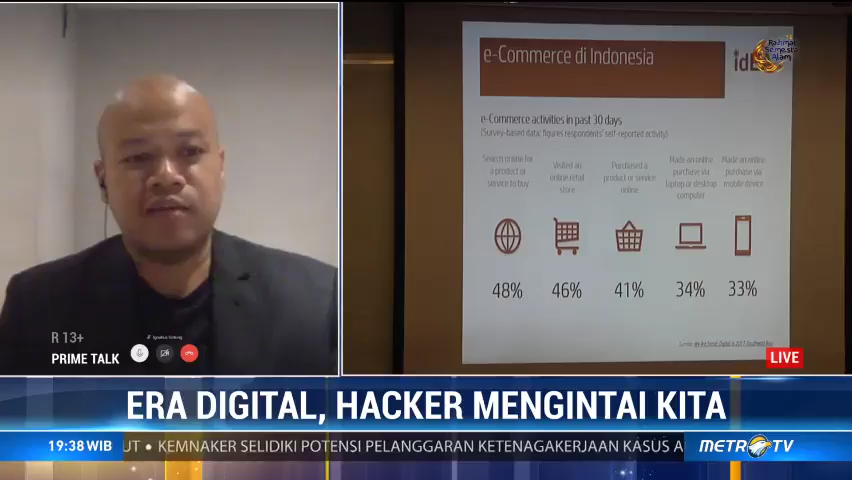 e-Commerce di Indonesia
Rahmat
Semesta
Alam
e-Commerce activities in past 30 days
(Survey-based data; figures respondents' self-reported activity)
Search online for
a product or
service to buy
Visited an
online retail
store
Purchased a
product or service
online
Made an online
purchase via
laptop or desktop
computer
Made an online
purchase via
mobile device
48%
46%
41%
34%
33%
R 13+
PRIME TALK
LIVE
ERA DIGITAL, HACKER MENGINTAI KITA
19:38 WIB
UT • KEMNAKER SELIDIKI POTENSI PELANGGARAN KETENAGAKERJAAN KASUS A
METRO TV